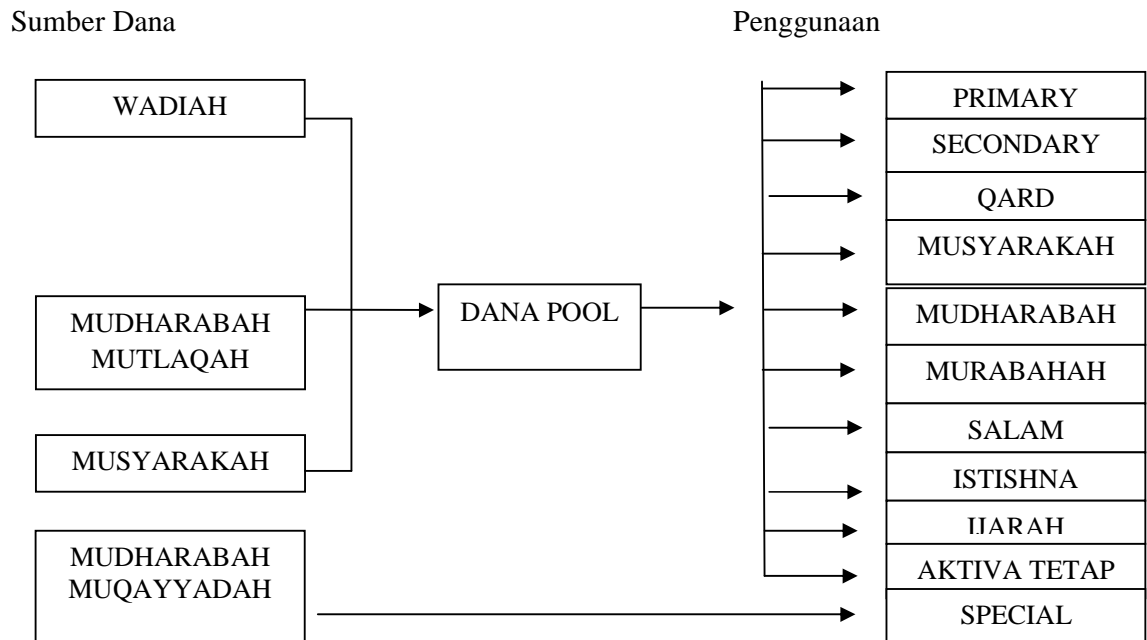 Sumber Dana
Penggunaan
WADIAH
MUDHARABAH
MUTLAQAH
MUSYARAKAH
MUDHARABAH
MUQAYYADAH
DANA POOL
PRIMARY
SECONDARY
QARD
MUSYARAKAH
MUDHARABAH
MURABAHAH
SALAM
ISTISHNA
IJARAH
AKTIVA TETAP
SPECIAL